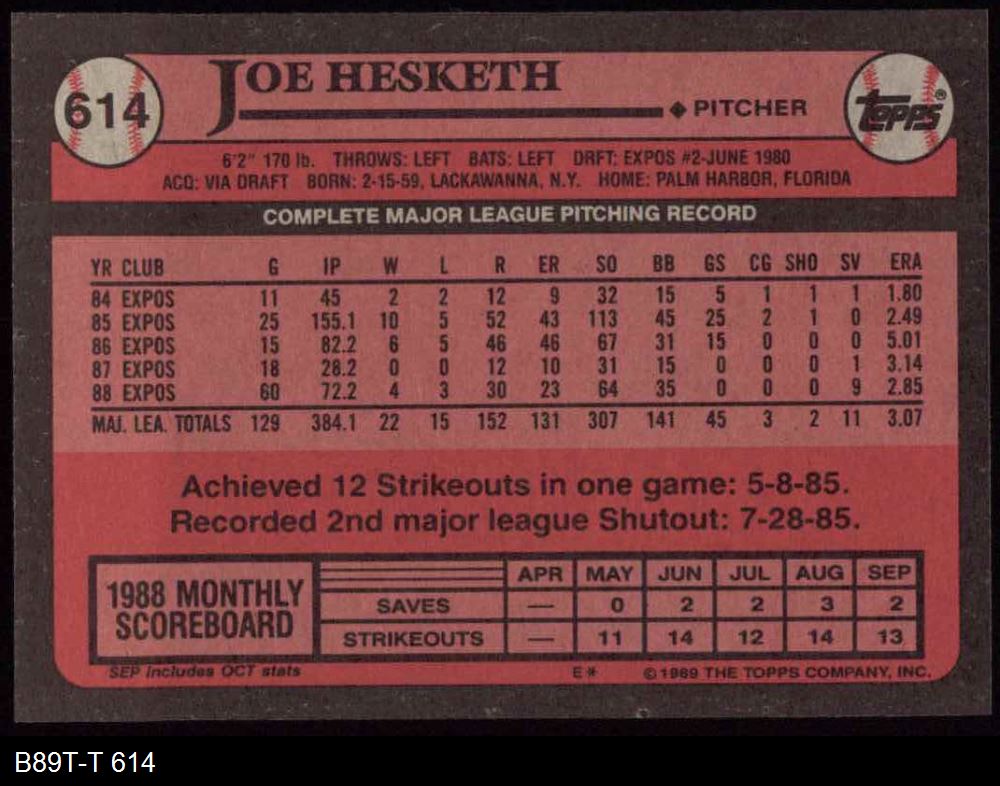 614
JOE HESKETH
◆ PITCHER
TOPPS®
6'2" 170 lb. THROWS: LEFT BATS: LEFT DRFT: EXPOS #2-JUNE 1980
ACQ: VIA DRAFT BORN: 2-15-59, LACKAWANNA, N.Y. HOME: PALM HARBOR, FLORIDA
COMPLETE MAJOR LEAGUE PITCHING RECORD
YR CLUB G IP W L R ER SO BB GS CG SHO SV ERA
84 EXPOS 11 45 2 2 12 9 32 15 5 1 1 1 1.80
85 EXPOS 25 155.1 10 5 52 43 113 45 25 2 1 0 2.49
86 EXPOS 15 82.2 6 5 46 46 67 31 15 0 0 0 5.01
87 EXPOS 18 28.2 0 0 12 10 31 15 0 0 0 1 3.14
88 EXPOS 60 72.2 4 3 30 23 64 35 0 0 0 9 2.85
MAJ. LEA. TOTALS 129 384.1 22 15 152 131 307 141 45 3 2 11 3.07
Achieved 12 Strikeouts in one game: 5-8-85.
Recorded 2nd major league Shutout: 7-28-85.
1988 MONTHLY
SCOREBOARD
APR MAY JUN JUL AUG SEP
SAVES — 0 2 2 3 2
STRIKEOUTS — 11 14 12 14 13
SEP includes OCT stats E* © 1989 THE TOPPS COMPANY, INC.
B89T-T 614